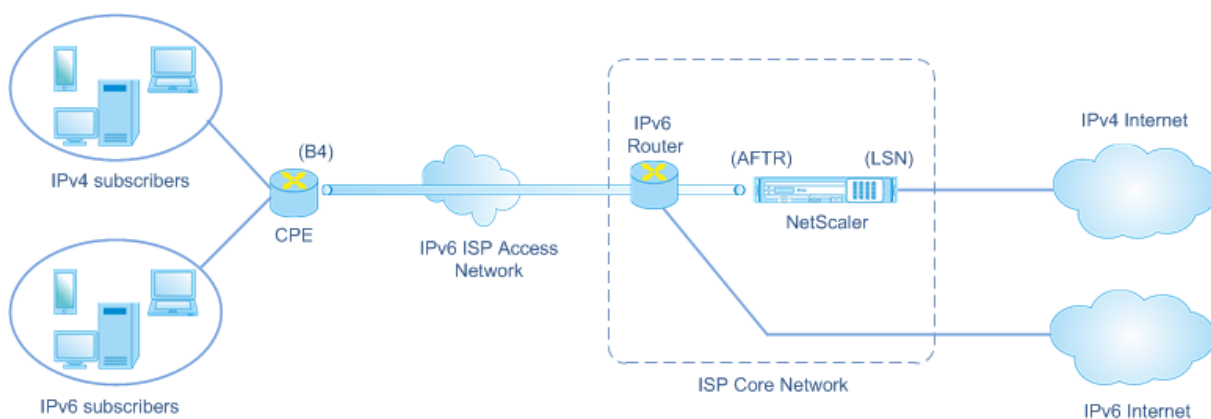 IPv4 subscribers
(B4)
CPE
IPv6 ISP Access
Network
IPv6
Router
(AFTR)
(LSN)
NetScaler
IPv4 Internet
IPv6 subscribers
ISP Core Network
IPv6 Internet